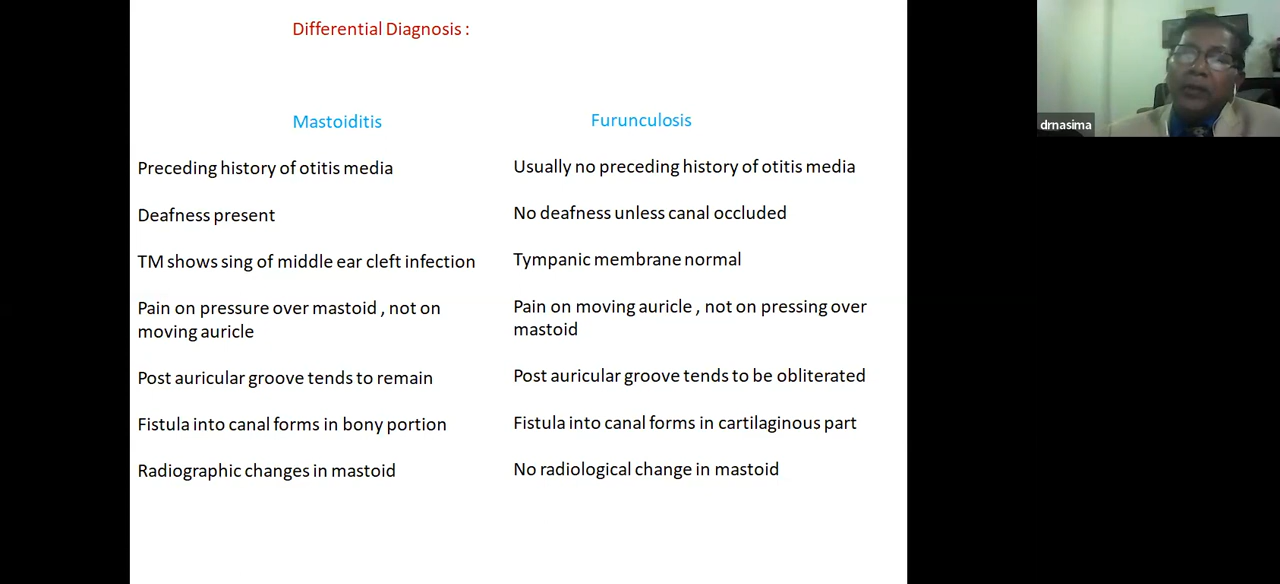 Differential Diagnosis :
Mastoiditis
Furunculosis
Preceding history of otitis media
Usually no preceding history of otitis media
Deafness present
No deafness unless canal occluded
TM shows sing of middle ear cleft infection
Tympanic membrane normal
Pain on pressure over mastoid , not on
moving auricle
Pain on moving auricle , not on pressing over
mastoid
Post auricular groove tends to remain
Post auricular groove tends to be obliterated
Fistula into canal forms in bony portion
Fistula into canal forms in cartilaginous part
Radiographic changes in mastoid
No radiological change in mastoid
drnasima